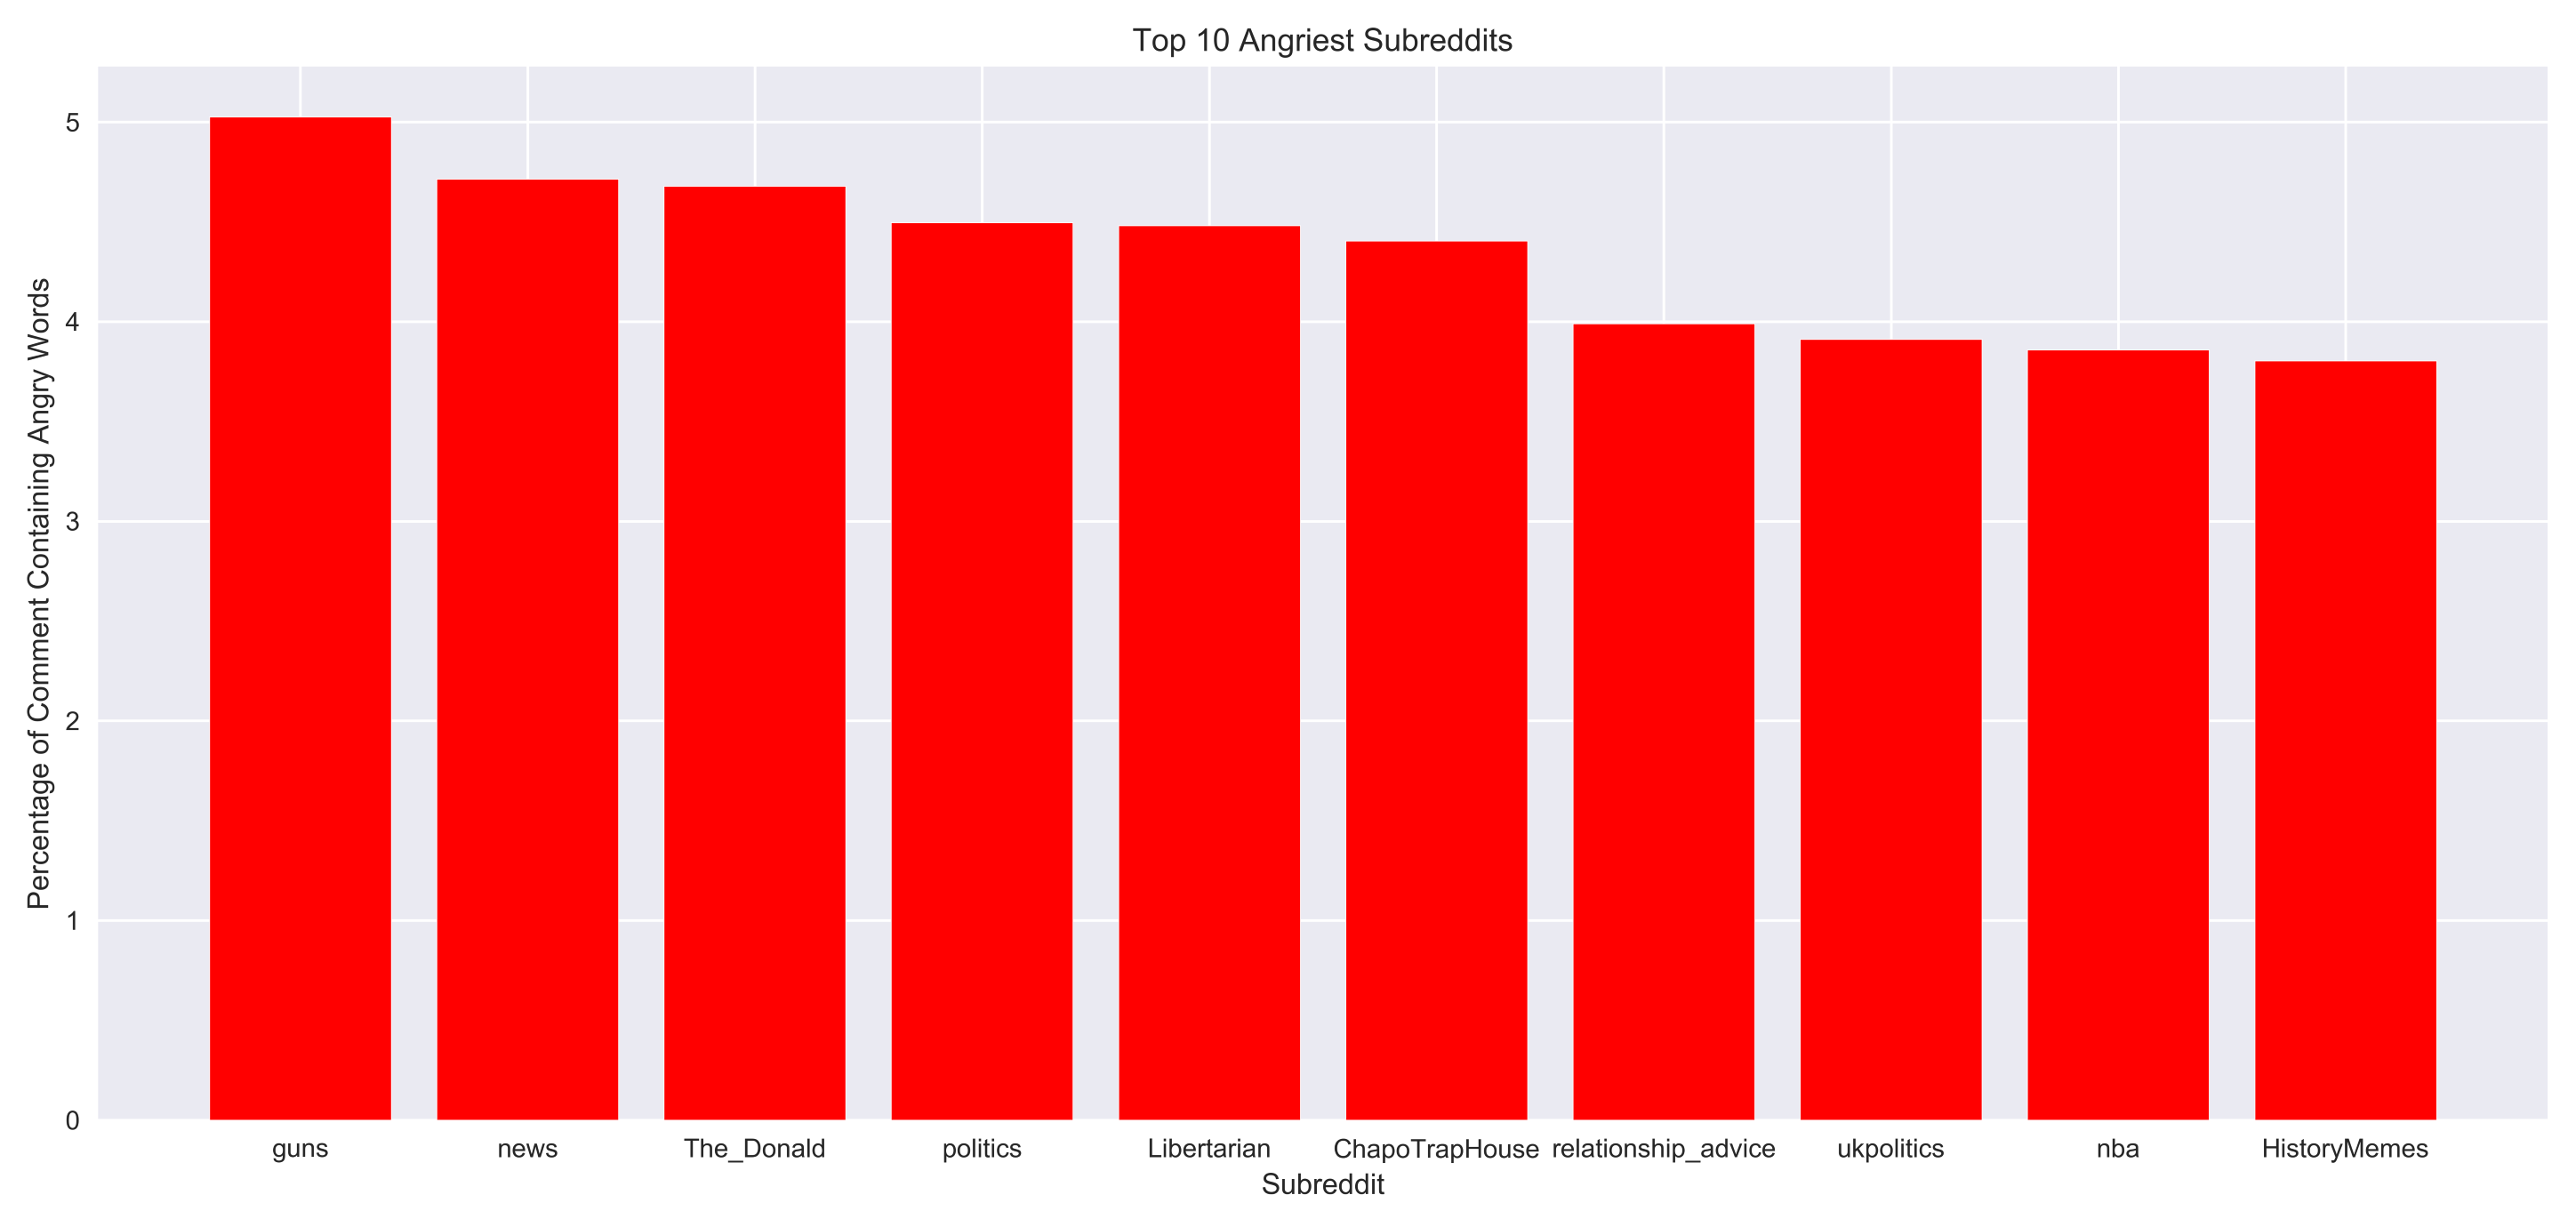 Top 10 Angriest Subreddits
Percentage of Comment Containing Angry Words
5
4
3
2
1
0
guns news The_Donald politics Libertarian ChapoTrapHouse relationship_advice ukpolitics nba HistoryMemes
Subreddit